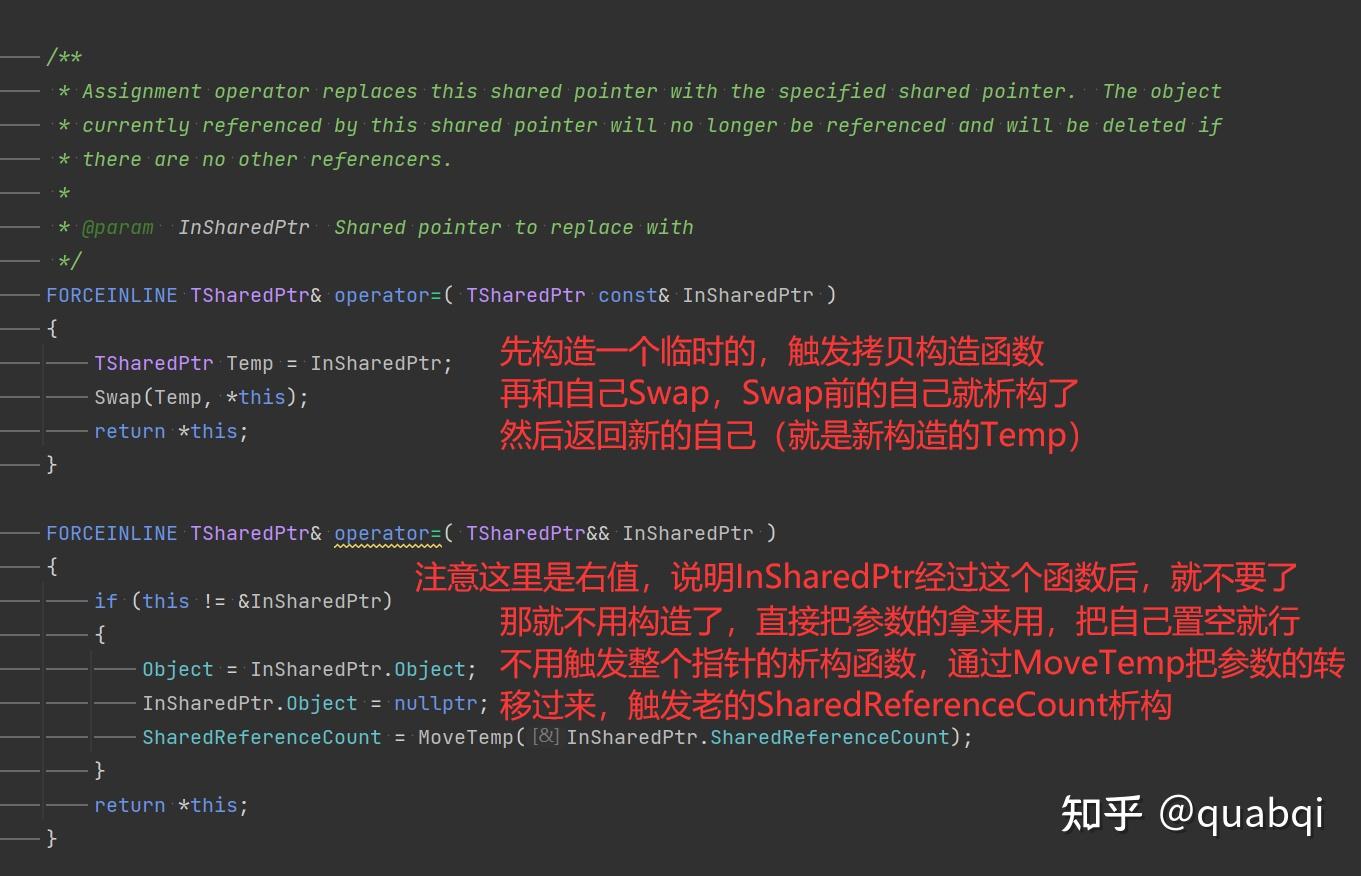 /**
* Assignment operator replaces this shared pointer with the specified shared pointer.  The object
* currently referenced by this shared pointer will no longer be referenced and will be deleted if
* there are no other referencers.
*
* @param  InSharedPtr  Shared pointer to replace with
*/
FORCEINLINE TSharedPtr& operator=( TSharedPtr const& InSharedPtr )
{
TSharedPtr Temp = InSharedPtr; 先构造一个临时的，触发拷贝构造函数
Swap(Temp, *this); 再和自己Swap，Swap前的自己就析构了
return *this; 然后返回新的自己（就是新构造的Temp）
}
FORCEINLINE TSharedPtr& operator=( TSharedPtr&& InSharedPtr )
{ 注意这里是右值，说明InSharedPtr经过这个函数后，就不要了
if (this != &InSharedPtr) 那就不用构造了，直接把参数的拿来用，把自己置空就行
{
Object = InSharedPtr.Object; 不用触发整个指针的析构函数，通过MoveTemp把参数的转
InSharedPtr.Object = nullptr; 移过来，触发老的SharedReferenceCount析构
SharedReferenceCount = MoveTemp([&]InSharedPtr.SharedReferenceCount);
}
return *this;
}
知乎 @quabqi